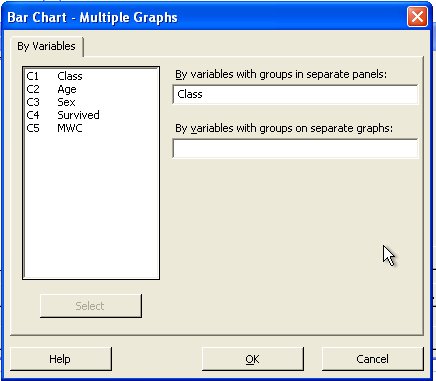 Bar Chart - Multiple Graphs
By Variables
C1 Class
C2 Age
C3 Sex
C4 Survived
C5 MWC
By variables with groups in separate panels:
Class
By variables with groups on separate graphs:
Select
Help
OK
Cancel